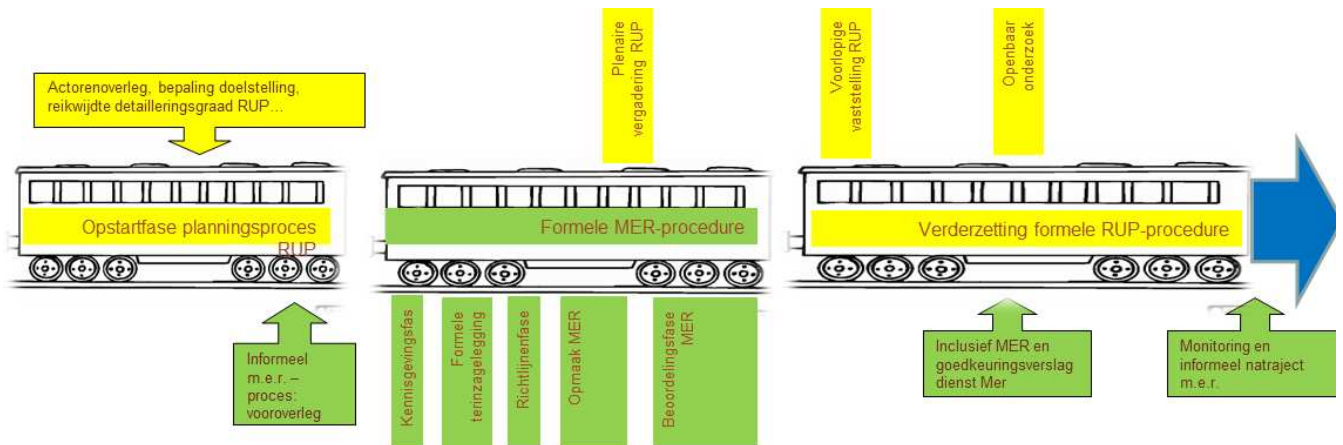 Actorenoverleg, bepaling doelstelling,
reikwijdte detailleringsgraad RUP…
Plenaire
vergadering RUP
Voorlopige
vaststelling RUP
Openbaar
onderzoek
Opstartfase planningsproces
RUP
Formele MER-procedure
Verderzetting formele RUP-procedure
Informeel
m.e.r. –
proces:
vooroverleg
Kennisgevingsfas
Formele
terinzagelegging
Richtlijnenfase
Opmaak MER
Beoordelingsfase
MER
Inclusief MER en
goedkeuringsverslag
dienst Mer
Monitoring en
informeel natraject
m.e.r.